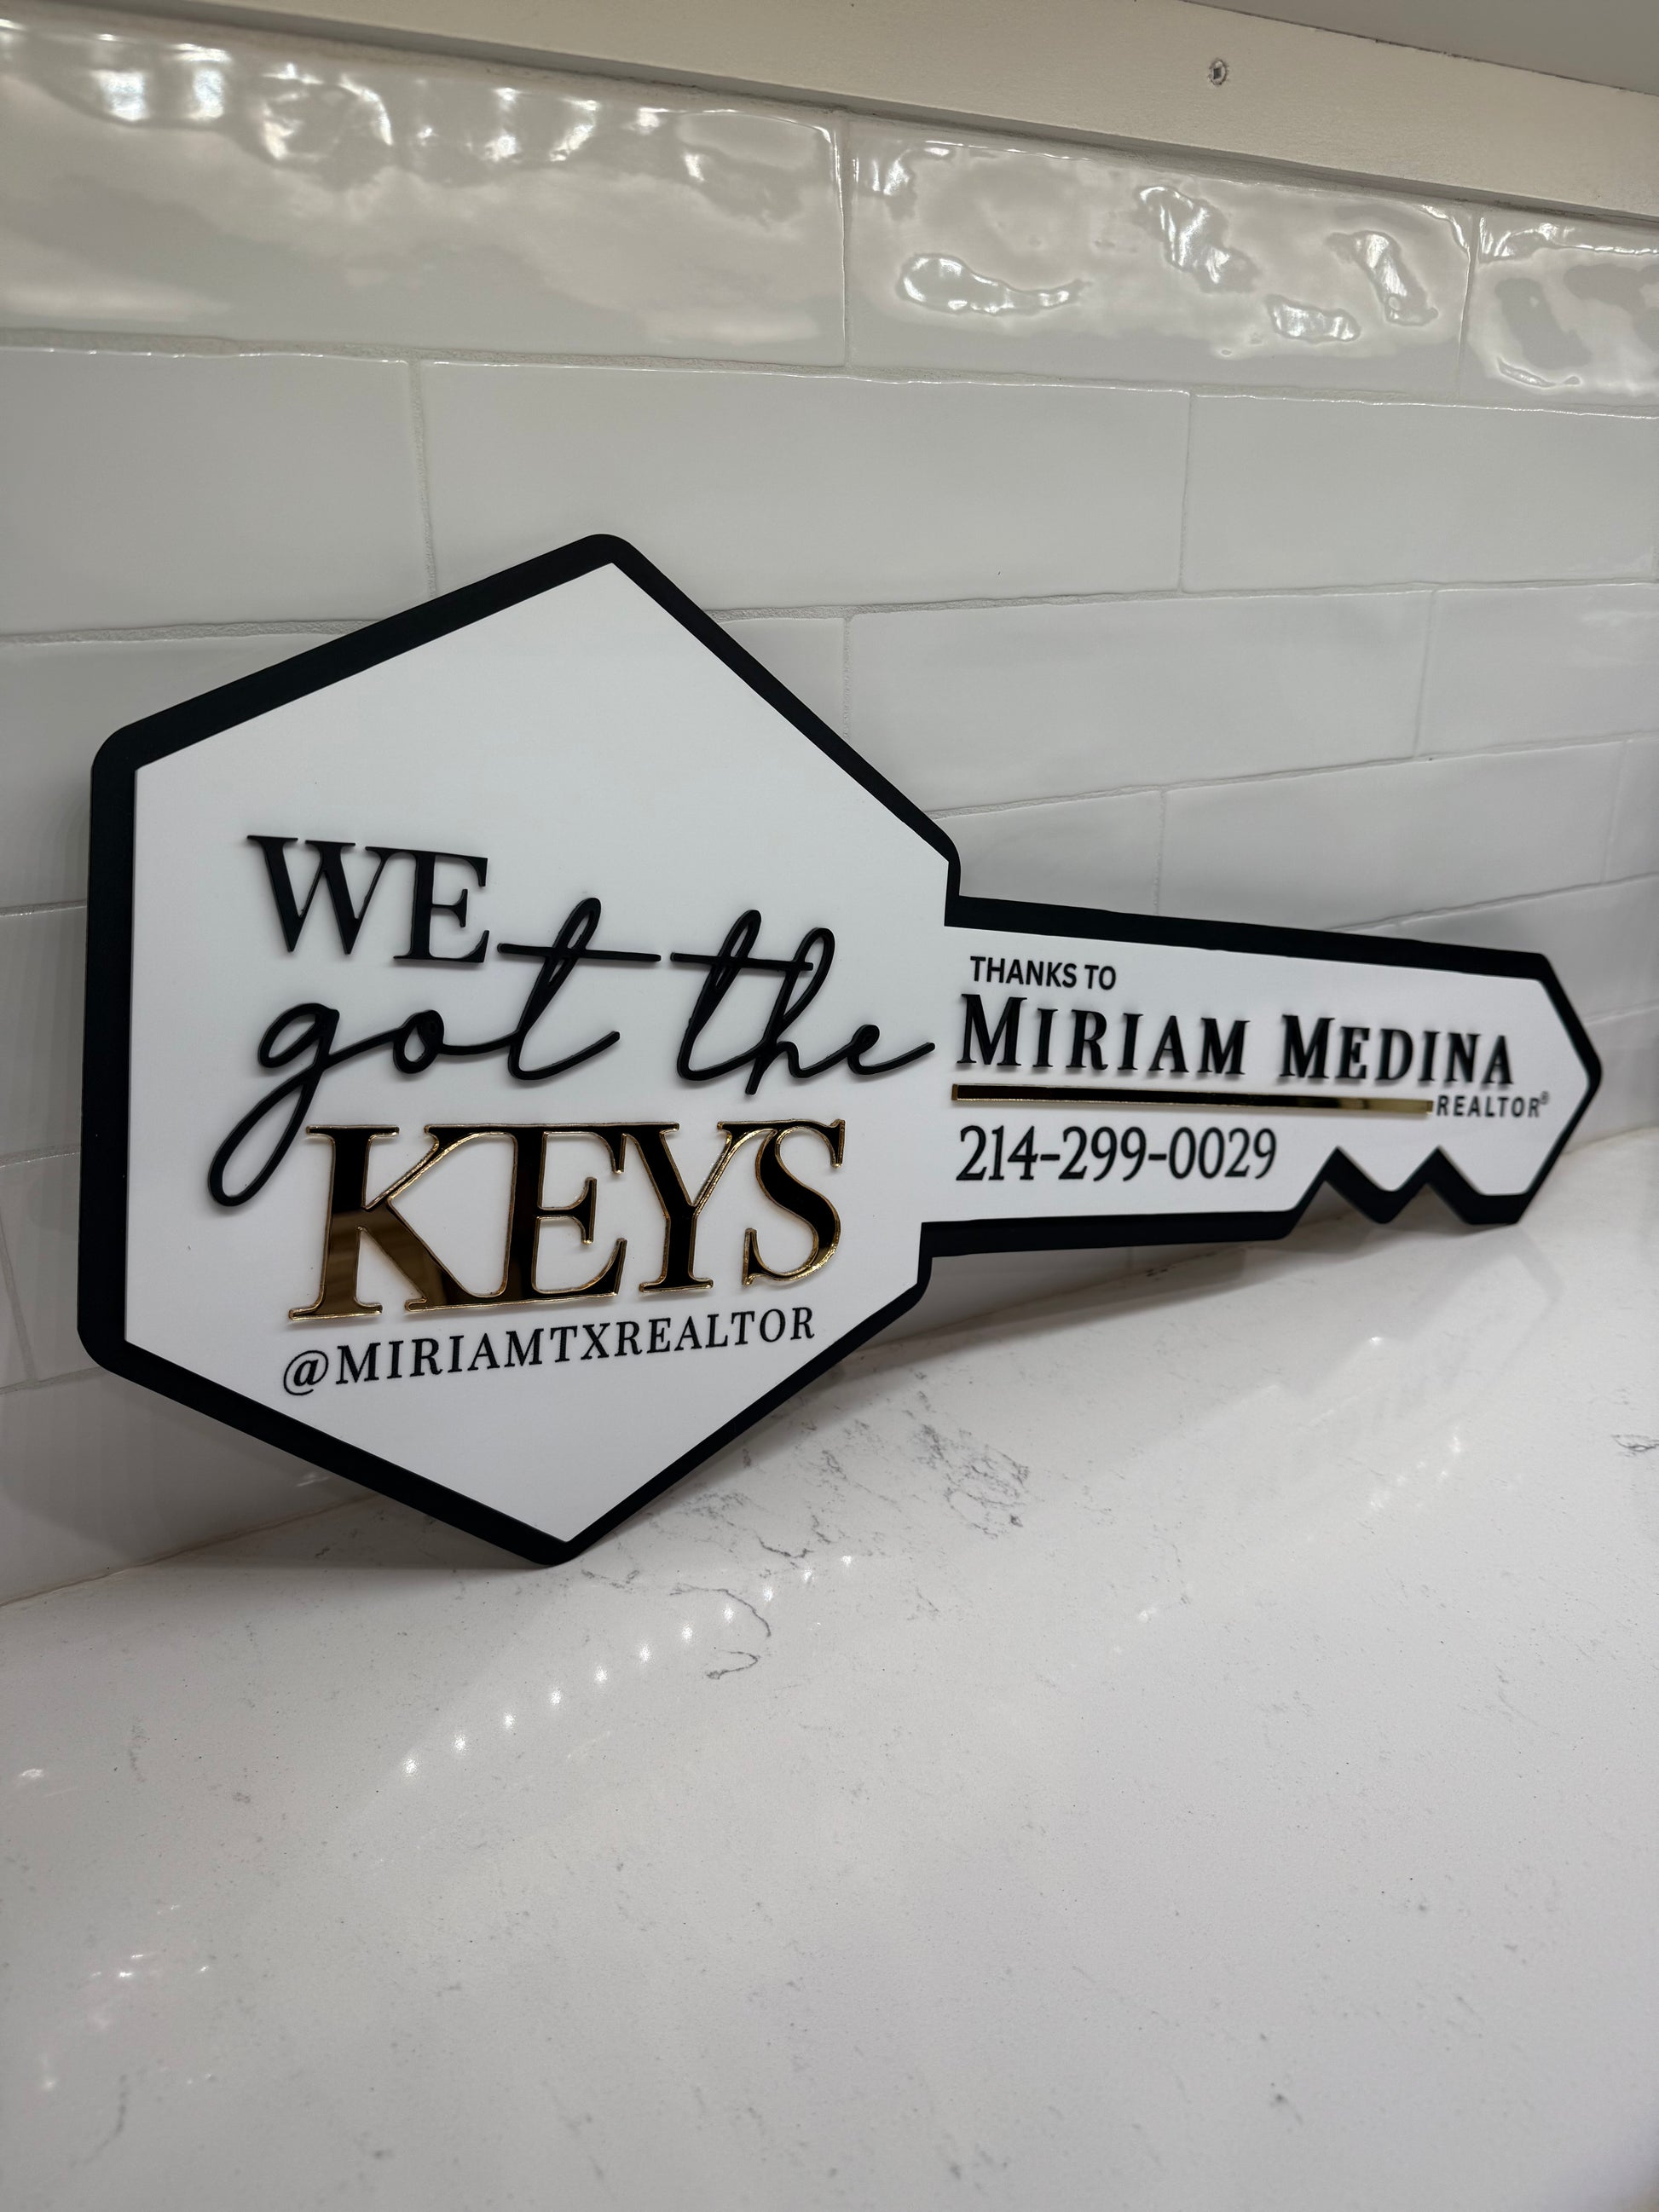 WE
got the
KEYS
@MIRIAMTXREALTOR
THANKS TO
MIRIAM MEDINA
REALTOR®
214-299-0029